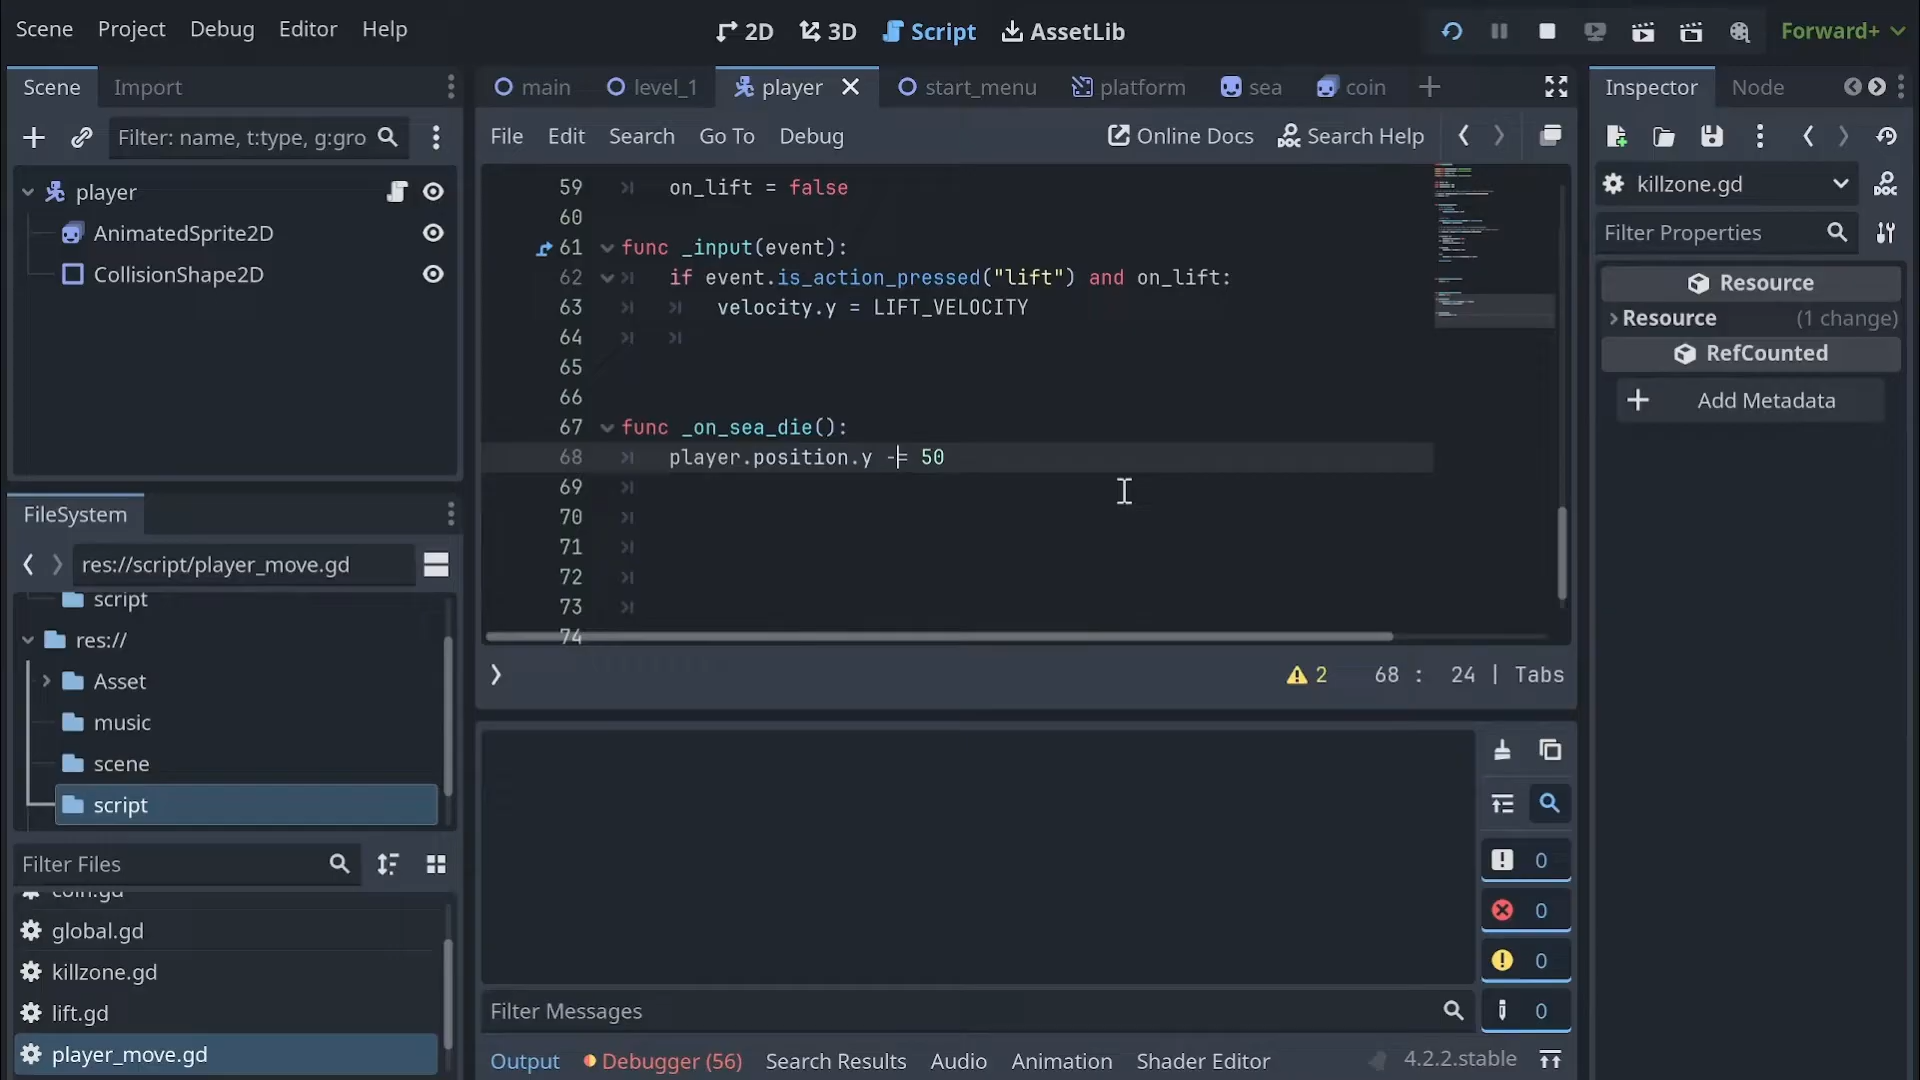 Scene Project Debug Editor Help 2D 3D Script AssetLib Forward+
Scene Import
main level_1 player start_menu platform sea coin
Inspector Node
Filter: name, t:type, g:gro
File Edit Search Go To Debug Online Docs Search Help
player
AnimatedSprite2D
CollisionShape2D
killzone.gd
Filter Properties
Resource
Resource (1 change)
RefCounted
Add Metadata
59 on_lift = false
60
61 func _input(event):
62 if event.is_action_pressed("lift") and on_lift:
63 velocity.y = LIFT_VELOCITY
64
65
66
67 func _on_sea_die():
68 player.position.y -= 50
69
70
71
72
73
74
2 68 : 24 | Tabs
FileSystem
res://script/player_move.gd
script
res://
Asset
music
scene
script
Filter Files
coin.gd
global.gd
killzone.gd
lift.gd
player_move.gd
0
0
0
0
Filter Messages
Output Debugger (56) Search Results Audio Animation Shader Editor 4.2.2.stable